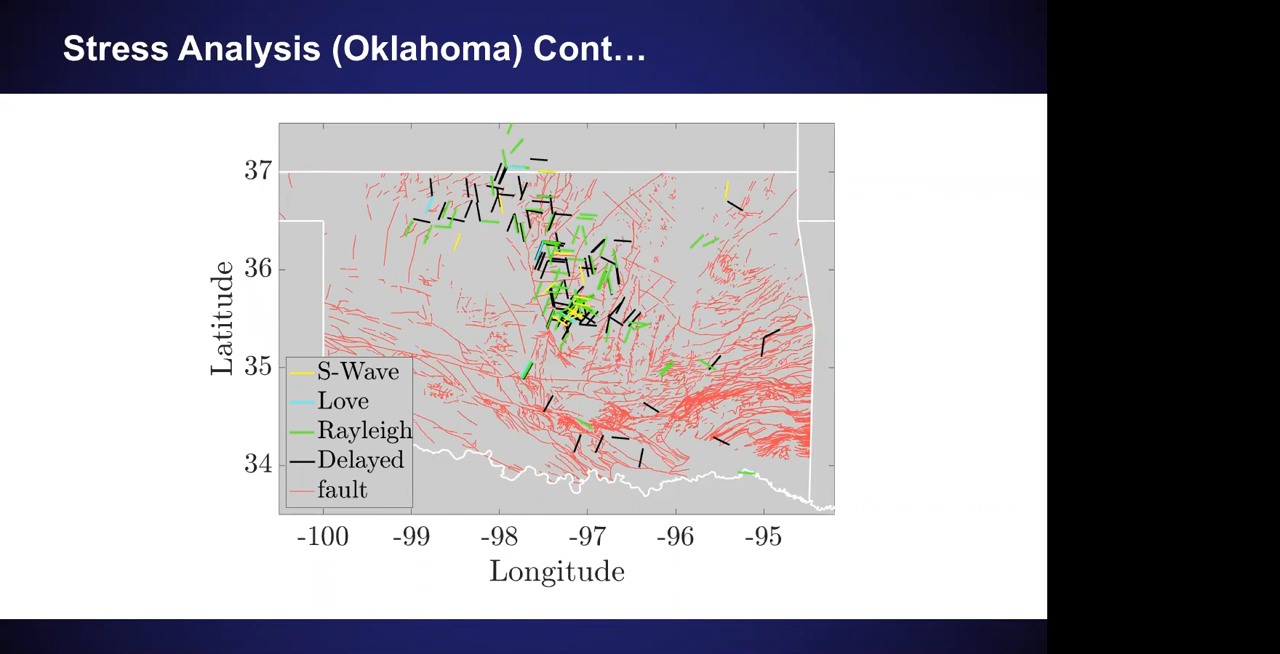 Stress Analysis (Oklahoma) Cont…
37
36
35
34
Latitude
S-Wave
Love
Rayleigh
Delayed
fault
-100 -99 -98 -97 -96 -95
Longitude